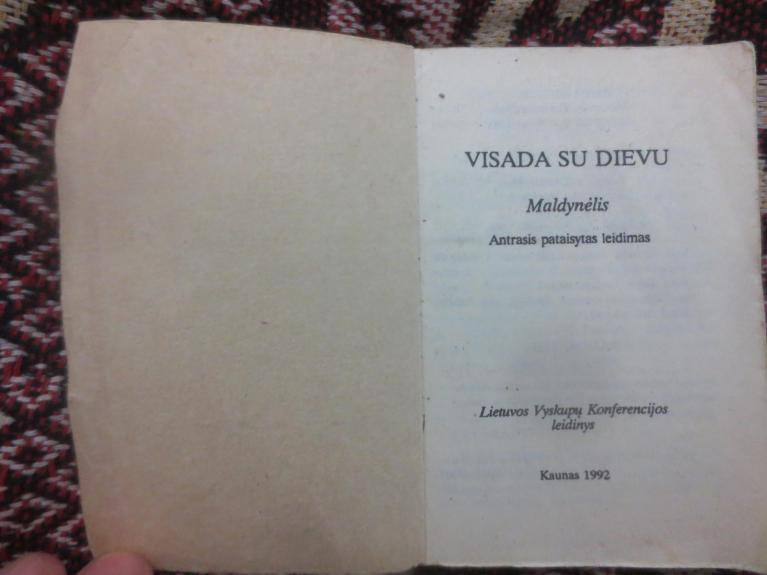 VISADA SU DIEVU
Maldynėlis
Antrasis pataisytas leidimas
Lietuvos Vyskupų Konferencijos
leidinys
Kaunas 1992